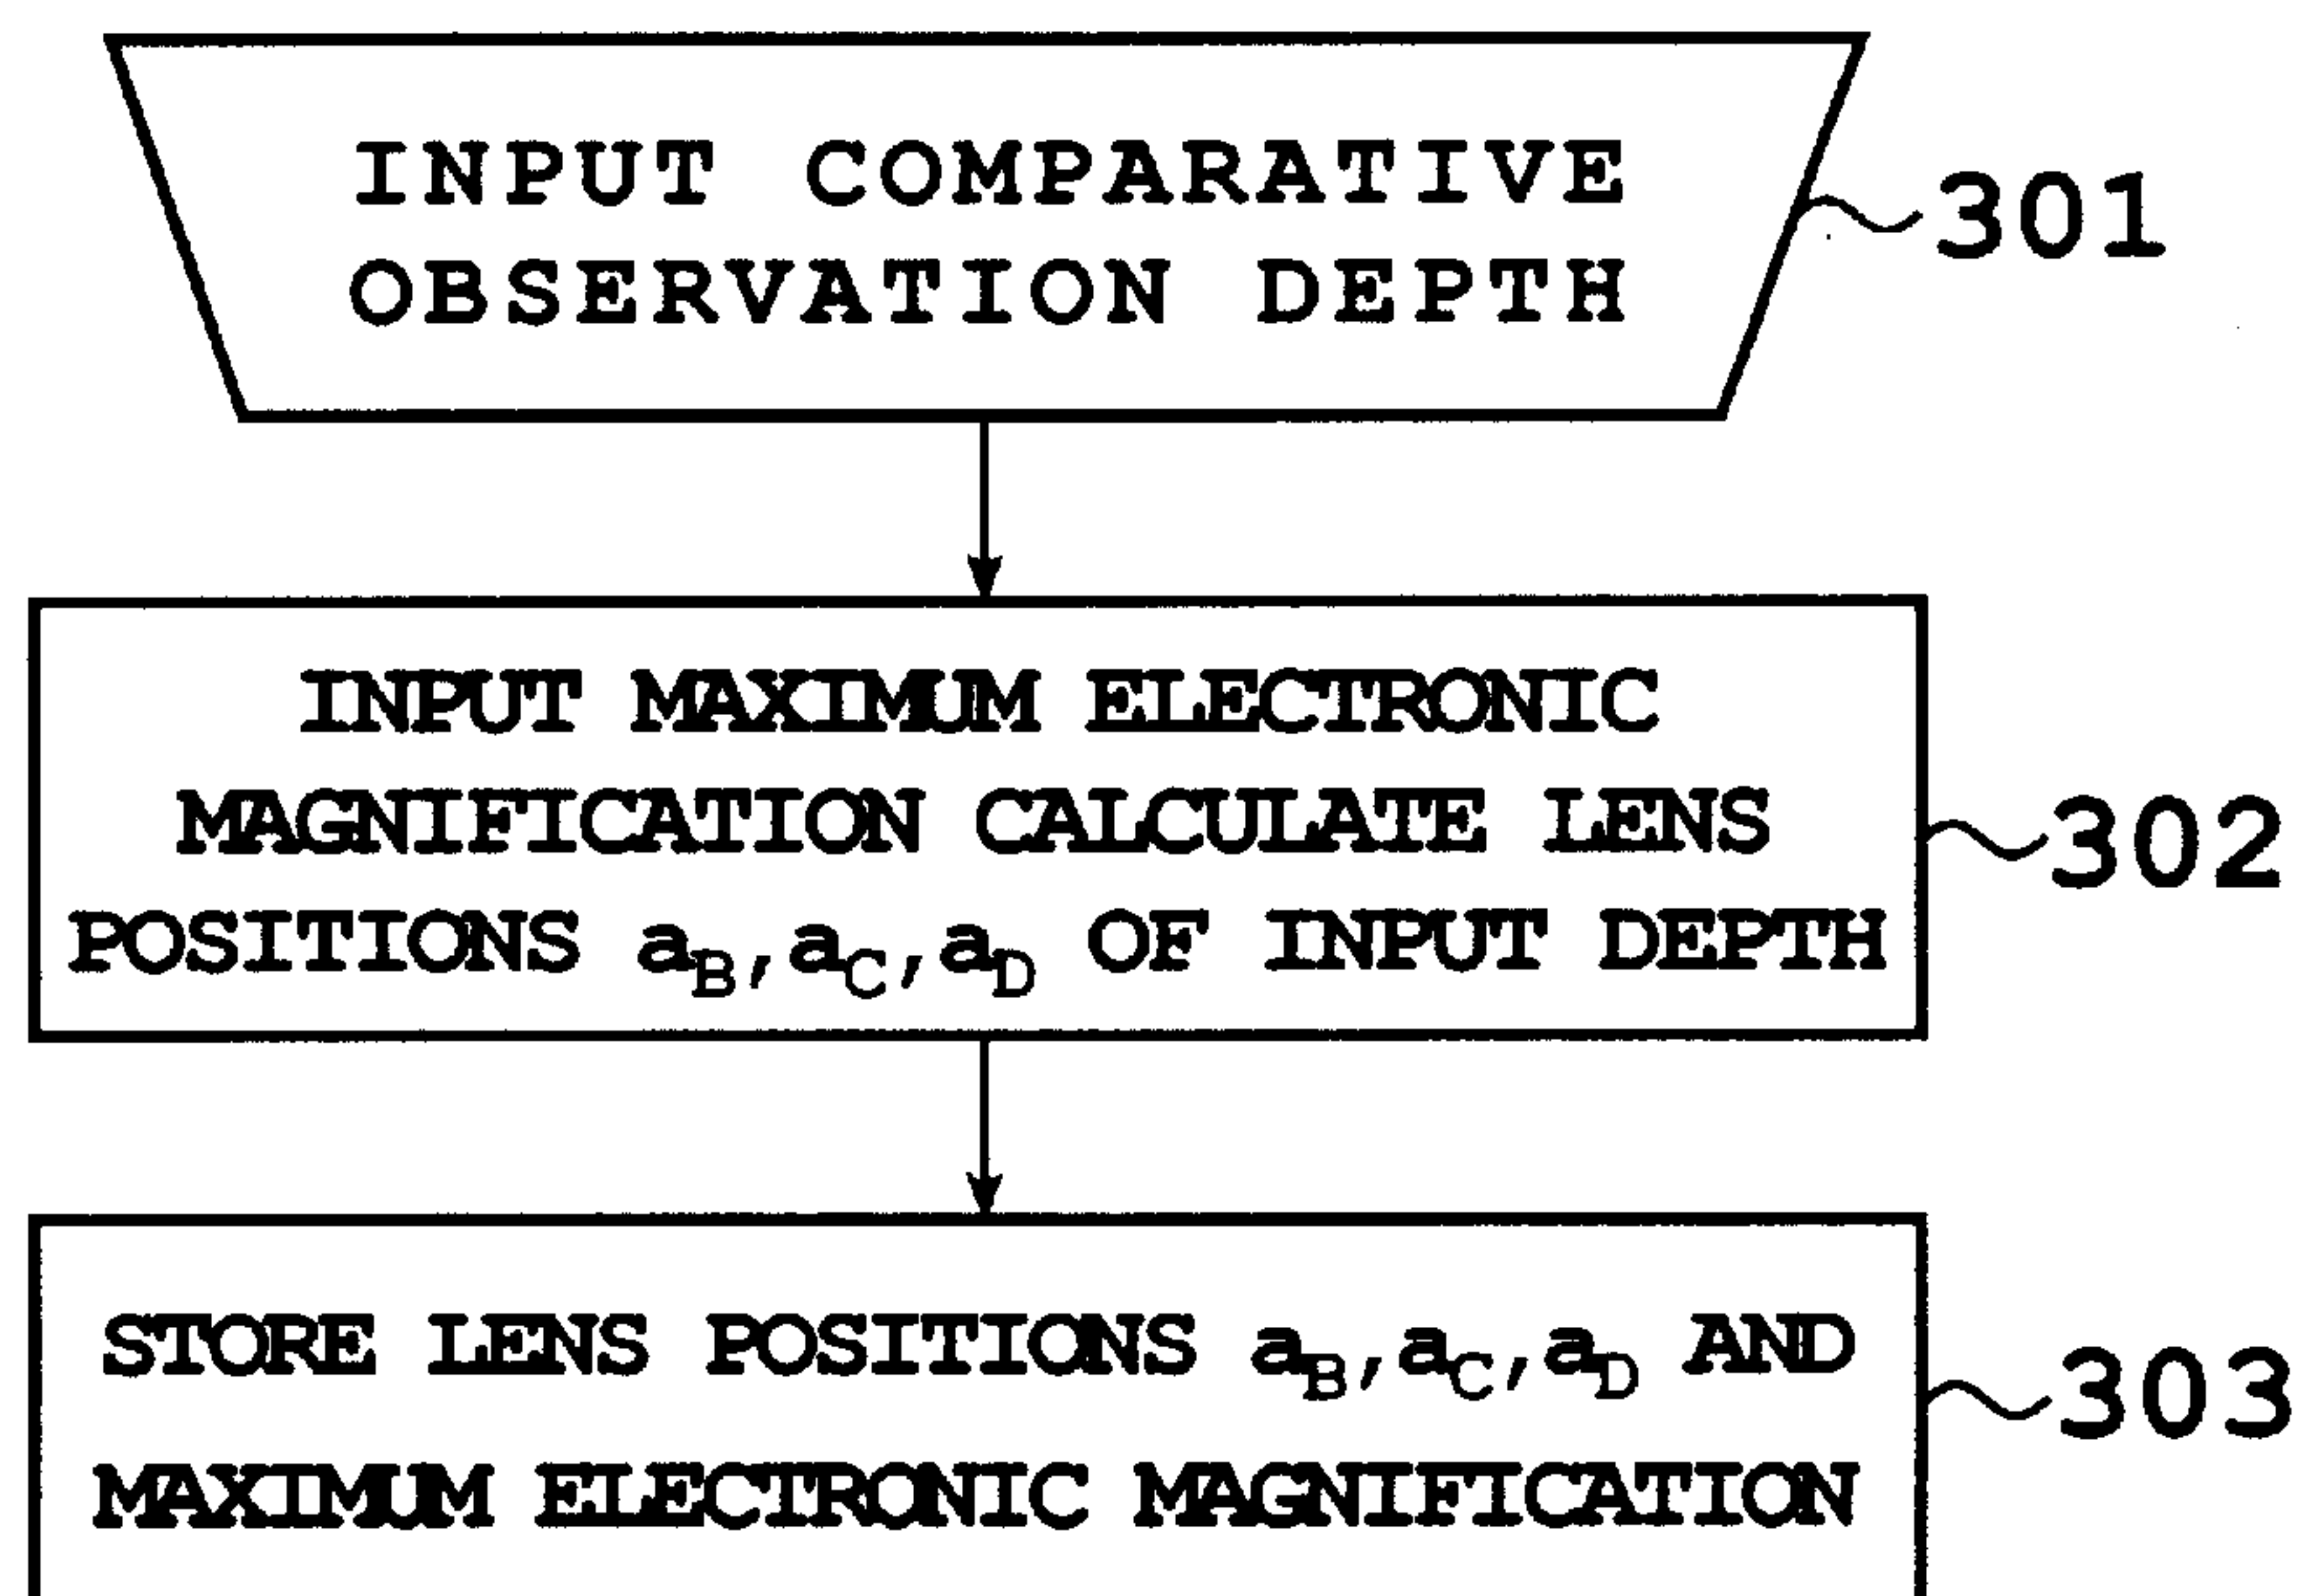 INPUT COMPARATIVE
OBSERVATION DEPTH
301
INPUT MAXIMUM ELECTRONIC
MAGNIFICATION CALCULATE LENS
POSITIONS aB, aC, aD OF INPUT DEPTH
302
STORE LENS POSITIONS aB, aC, aD AND
MAXIMUM ELECTRONIC MAGNIFICATION
303